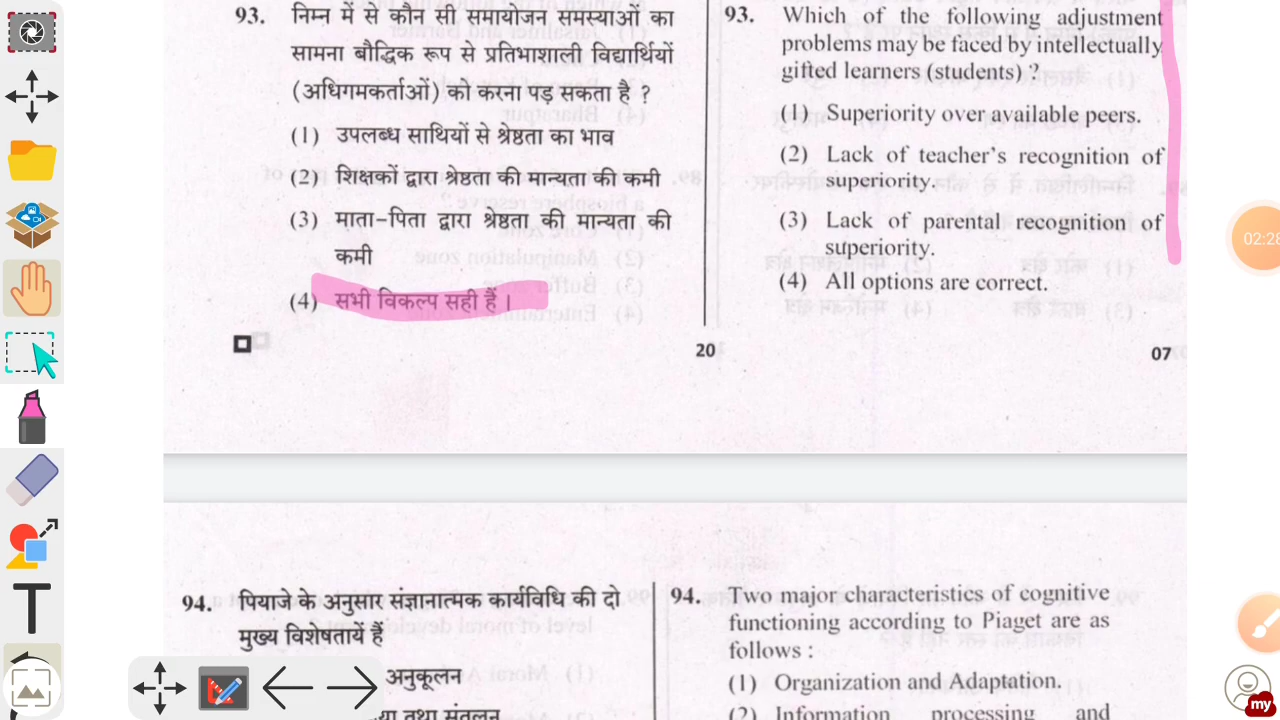 93. निम्न में से कौन सी समायोजन समस्याओं का
सामना बौद्धिक रूप से प्रतिभाशाली विद्यार्थियों
(अधिगमकर्ताओं) को करना पड़ सकता है ?
(1) उपलब्ध साथियों से श्रेष्ठता का भाव
(2) शिक्षकों द्वारा श्रेष्ठता की मान्यता की कमी
(3) माता-पिता द्वारा श्रेष्ठता की मान्यता की
कमी
(4) सभी विकल्प सही हैं ।
93. Which of the following adjustment
problems may be faced by intellectually
gifted learners (students) ?
(1) Superiority over available peers.
(2) Lack of teacher's recognition of
superiority.
(3) Lack of parental recognition of
superiority.
(4) All options are correct.
20
07
94. पियाजे के अनुसार संज्ञानात्मक कार्यविधि की दो
मुख्य विशेषतायें हैं
अनुकूलन
तथा संतुलन
94. Two major characteristics of cognitive
functioning according to Piaget are as
follows :
(1) Organization and Adaptation.
(2) Information processing and
02:28
T
my